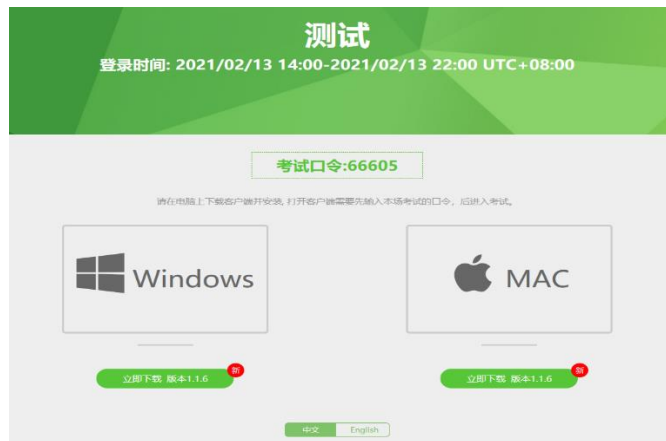 测试
登录时间: 2021/02/13 14:00-2021/02/13 22:00 UTC+08:00
考试口令:66605
请在电脑上下载客户端并安装, 打开客户端需要先输入本场考试的口令，后进入考试。
Windows
MAC
新
立即下载 版本1.1.6
新
立即下载 版本1.1.6
中文 English